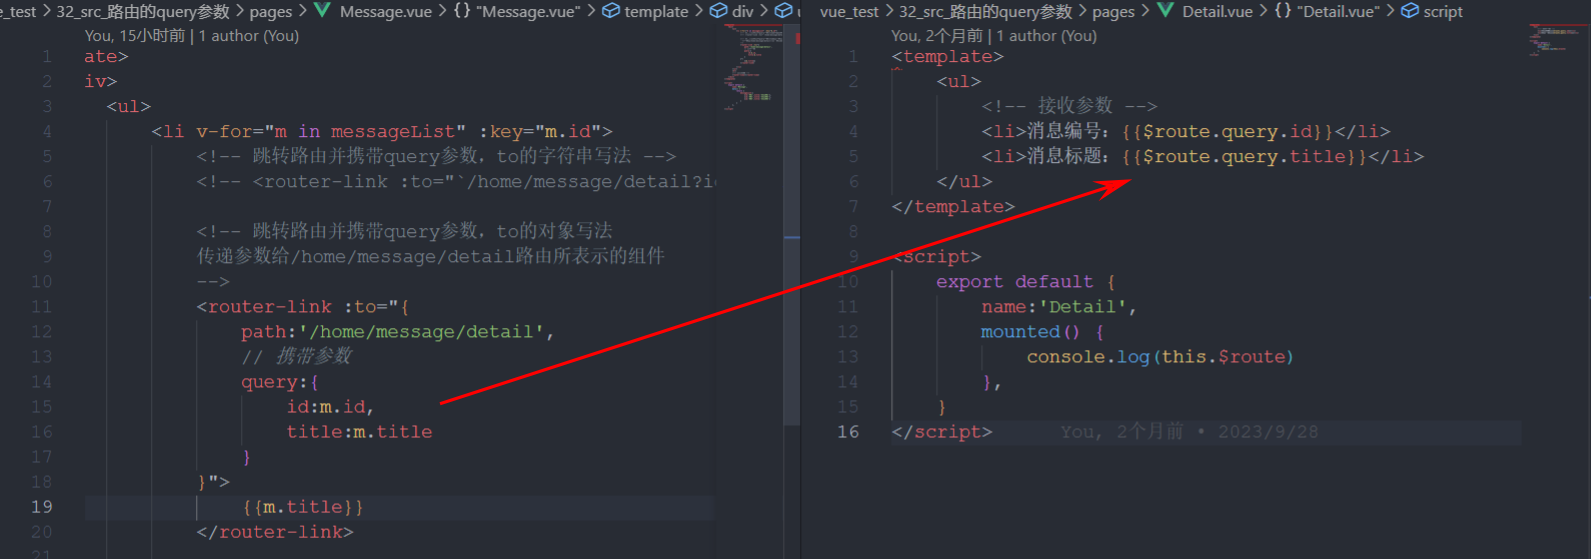 e_test > 32_src_路由的query参数 > pages > Message.vue > {} "Message.vue" > template > div > u
You, 15小时前 | 1 author (You)
1 ate>
2 iv>
3 <ul>
4 <li v-for="m in messageList" :key="m.id">
5 <!-- 跳转路由并携带query参数，to的字符串写法 -->
6 <!-- <router-link :to="`/home/message/detail?i
7
8 <!-- 跳转路由并携带query参数，to的对象写法
9 传递参数给/home/message/detail路由所表示的组件
10 -->
11 <router-link :to="{
12 path:'/home/message/detail',
13 // 携带参数
14 query:{
15 id:m.id,
16 title:m.title
17 }
18 }">
19 {{m.title}}
20 </router-link>
21
vue_test > 32_src_路由的query参数 > pages > Detail.vue > {} "Detail.vue" > script
You, 2个月前 | 1 author (You)
1 <template>
2 <ul>
3 <!-- 接收参数 -->
4 <li>消息编号：{{$route.query.id}}</li>
5 <li>消息标题：{{$route.query.title}}</li>
6 </ul>
7 </template>
8
9 <script>
10 export default {
11 name:'Detail',
12 mounted() {
13 console.log(this.$route)
14 },
15 }
16 </script> You, 2个月前 • 2023/9/28